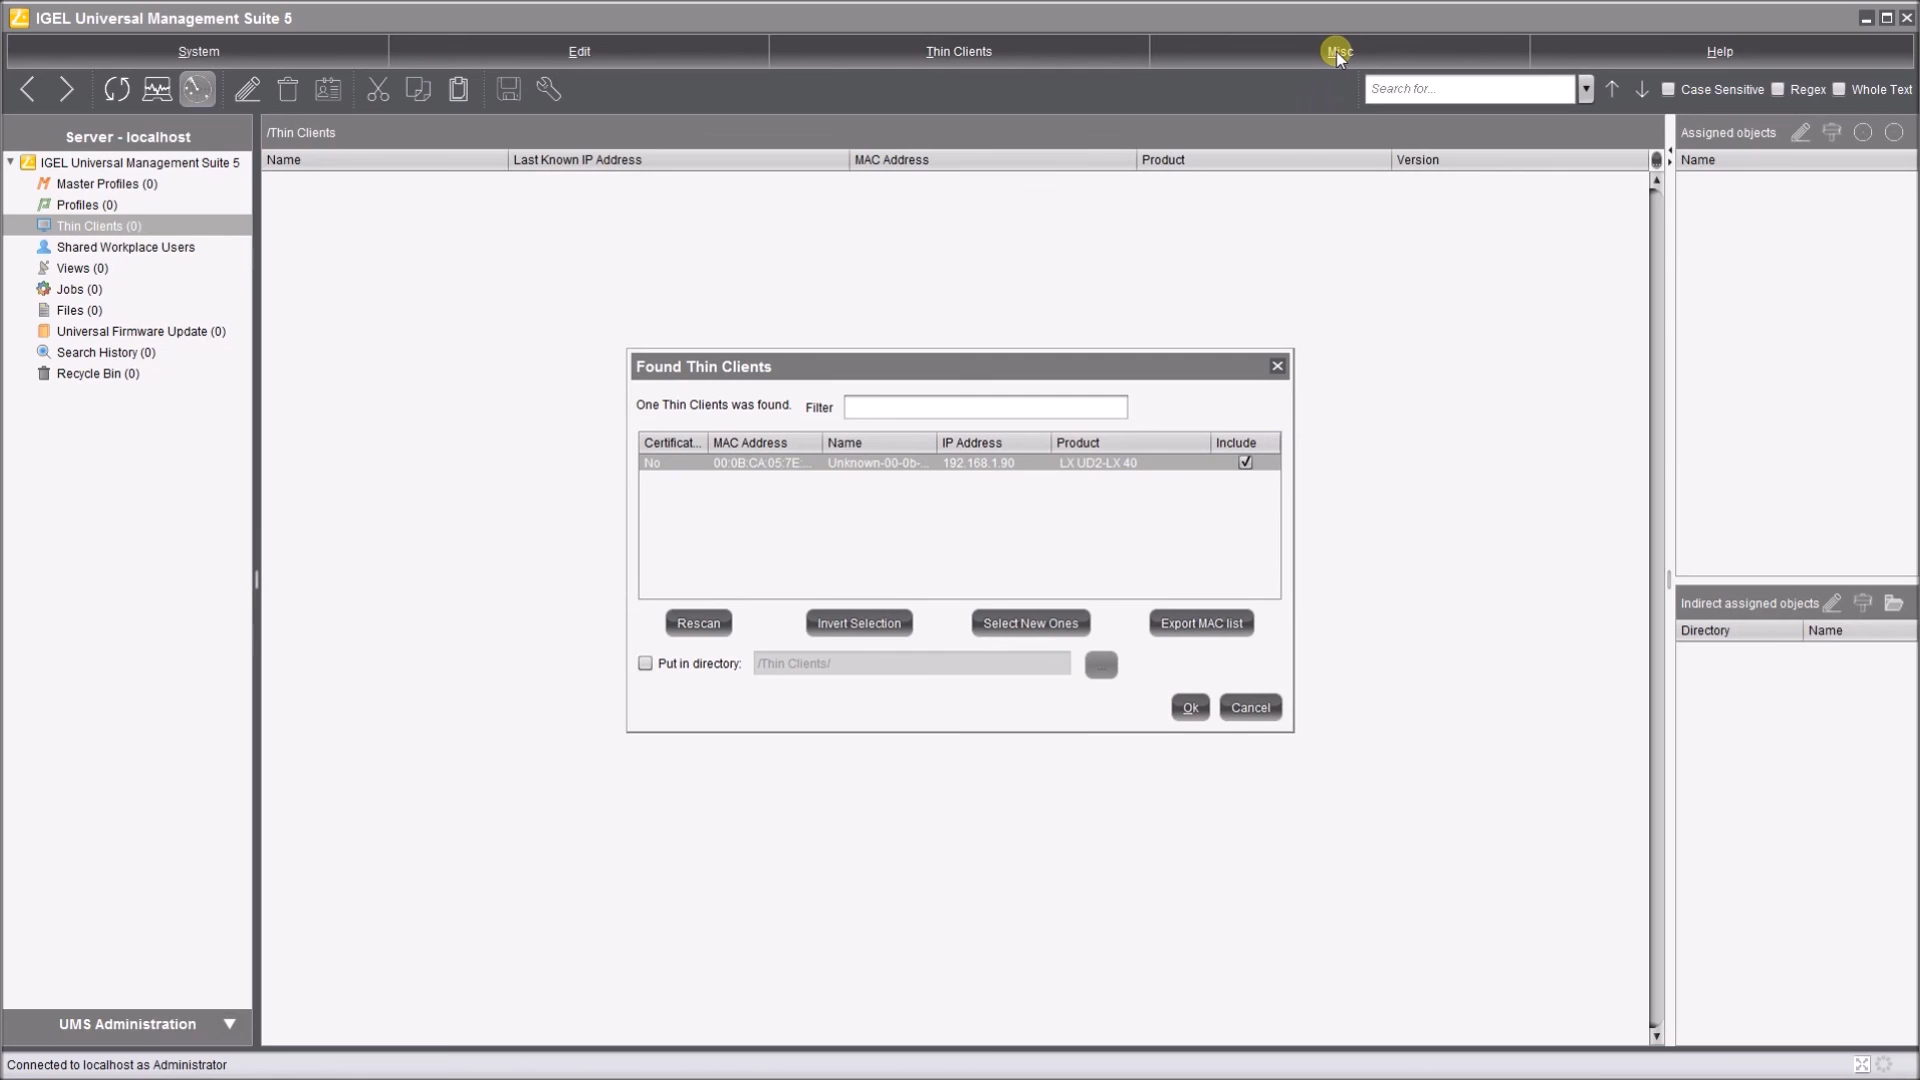 IGEL Universal Management Suite 5
System Edit Thin Clients Misc Help
Search for... Case Sensitive Regex Whole Text
Server - localhost
IGEL Universal Management Suite 5
Master Profiles (0)
Profiles (0)
Thin Clients (0)
Shared Workplace Users
Views (0)
Jobs (0)
Files (0)
Universal Firmware Update (0)
Search History (0)
Recycle Bin (0)
UMS Administration
/Thin Clients
Name Last Known IP Address MAC Address Product Version
Found Thin Clients
One Thin Clients was found. Filter
Certificat... MAC Address Name IP Address Product Include
No 00:0B:CA:05:7E:... Unknown-00-0b-... 192.168.1.90 LX UD2-LX 40
Rescan Invert Selection Select New Ones Export MAC list
Put in directory: /Thin Clients/
Ok Cancel
Assigned objects
Name
Indirect assigned objects
Directory Name
Connected to localhost as Administrator